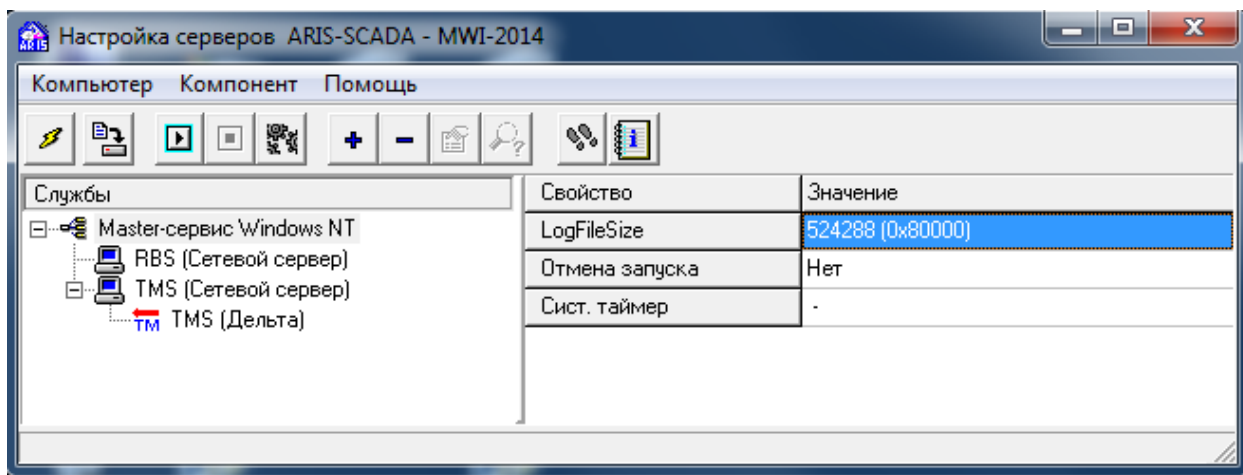 Настройка серверов ARIS-SCADA - MWI-2014
Компьютер Компонент Помощь
Службы
Master-сервис Windows NT
RBS (Сетевой сервер)
TMS (Сетевой сервер)
TM TMS (Дельта)
Свойство Значение
LogFileSize 524288 (0x80000)
Отмена запуска Нет
Сист. таймер -